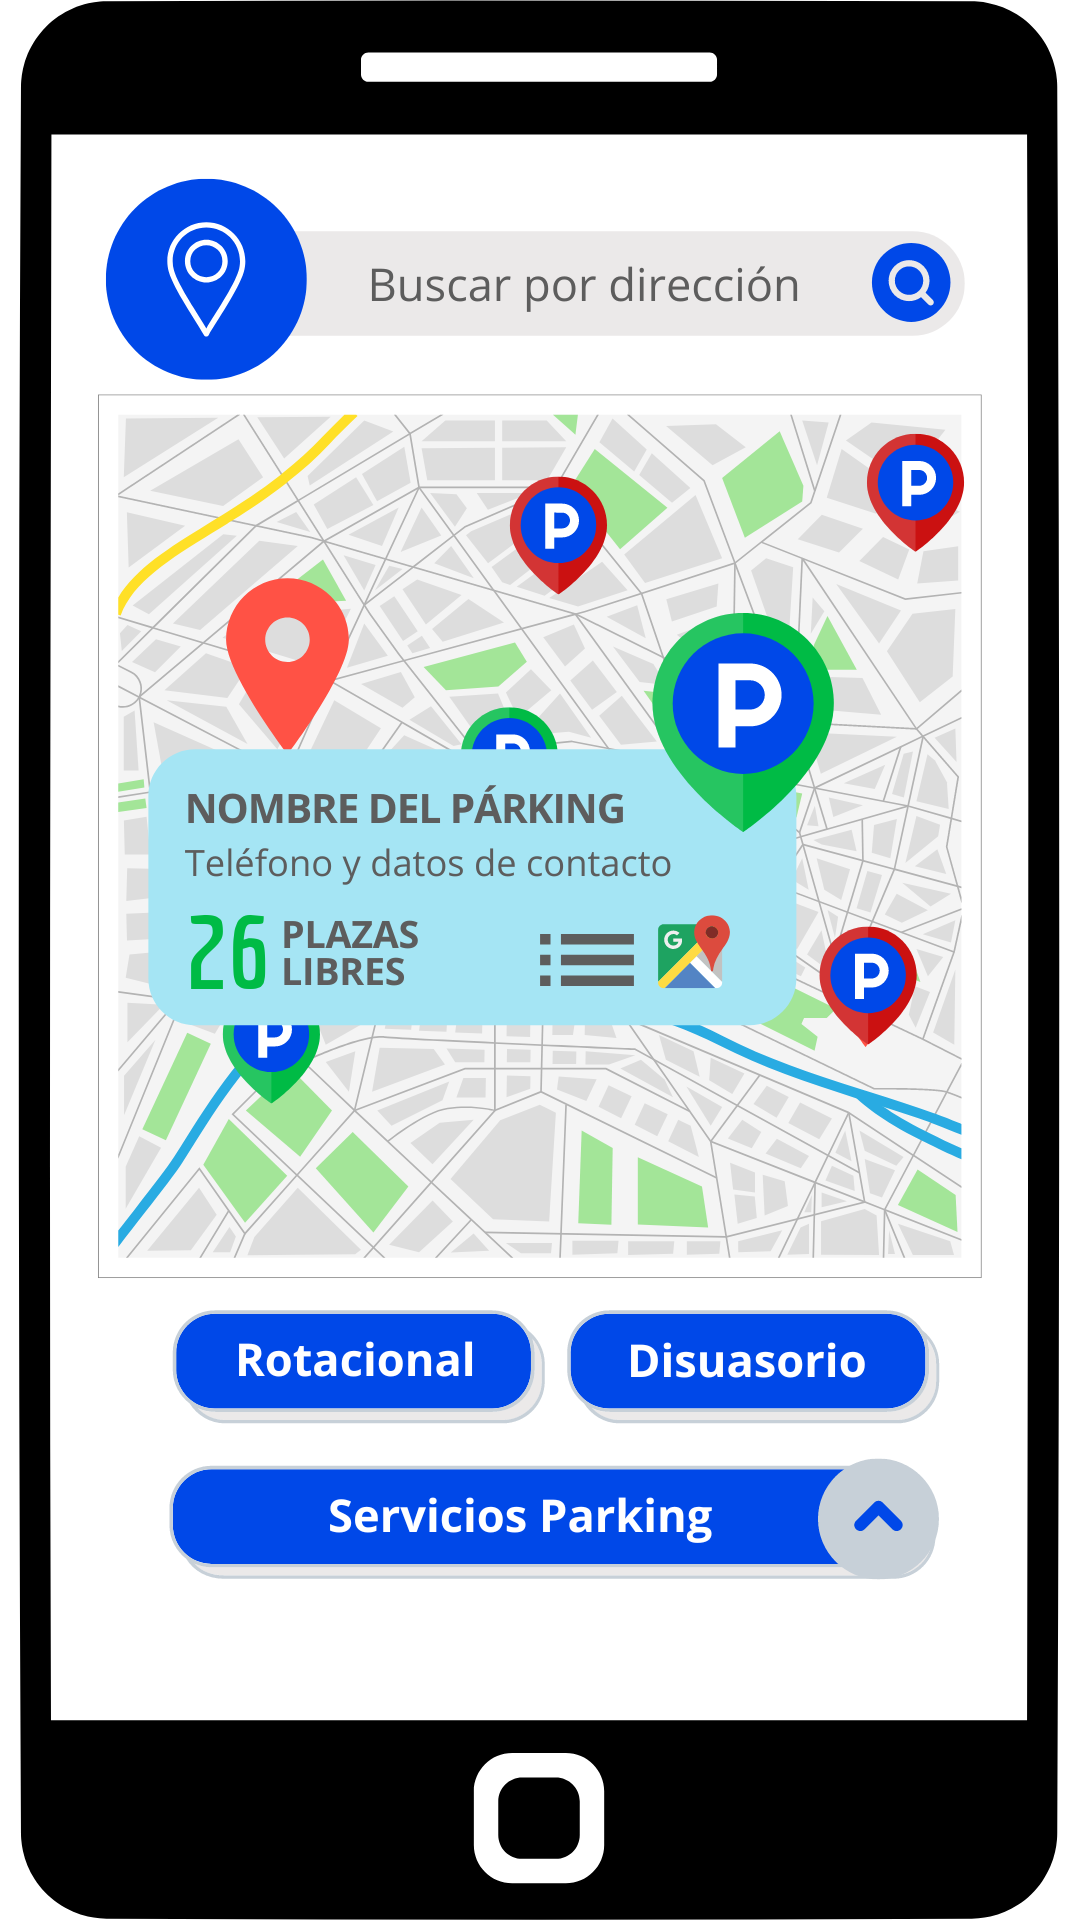 Buscar por dirección
P
P
P
P
NOMBRE DEL PÁRKING
Teléfono y datos de contacto
26 PLAZAS
LIBRES
G
P
P
Rotacional
Disuasorio
Servicios Parking